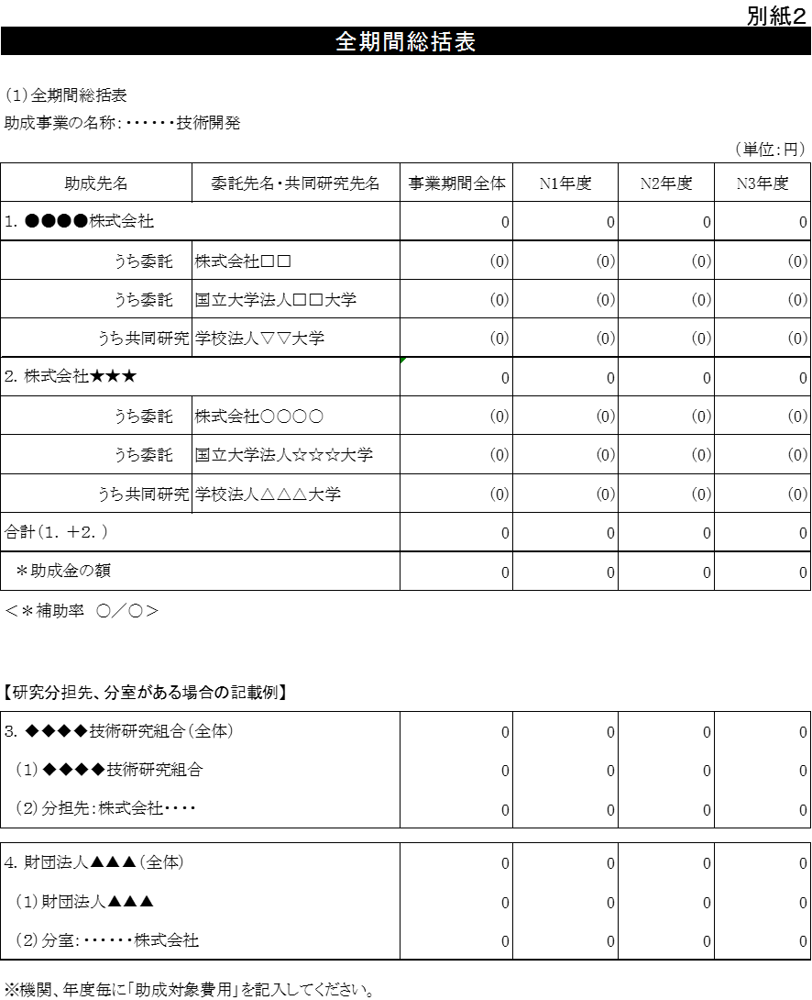 別紙2
全期間総括表
（1）全期間総括表
助成事業の名称：・・・・・・技術開発
（単位：円）
助成先名 委託先名・共同研究先名 事業期間全体 N1年度 N2年度 N3年度
1．●●●●株式会社 0 0 0 0
うち委託 株式会社□□ (0) (0) (0) (0)
うち委託 国立大学法人□□大学 (0) (0) (0) (0)
うち共同研究 学校法人▽▽大学 (0) (0) (0) (0)
2．株式会社★★★ 0 0 0 0
うち委託 株式会社○○○○ (0) (0) (0) (0)
うち委託 国立大学法人☆☆☆大学 (0) (0) (0) (0)
うち共同研究 学校法人△△△大学 (0) (0) (0) (0)
合計（1．＋2．） 0 0 0 0
＊助成金の額 0 0 0 0
＜＊補助率　○／○＞
【研究分担先、分室がある場合の記載例】
3．◆◆◆◆技術研究組合（全体） 0 0 0 0
（1）◆◆◆◆技術研究組合 0 0 0 0
（2）分担先：株式会社・・・・ 0 0 0 0
4．財団法人▲▲▲（全体） 0 0 0 0
（1）財団法人▲▲▲ 0 0 0 0
（2）分室：・・・・・・株式会社 0 0 0 0
※機関、年度毎に「助成対象費用」を記入してください。